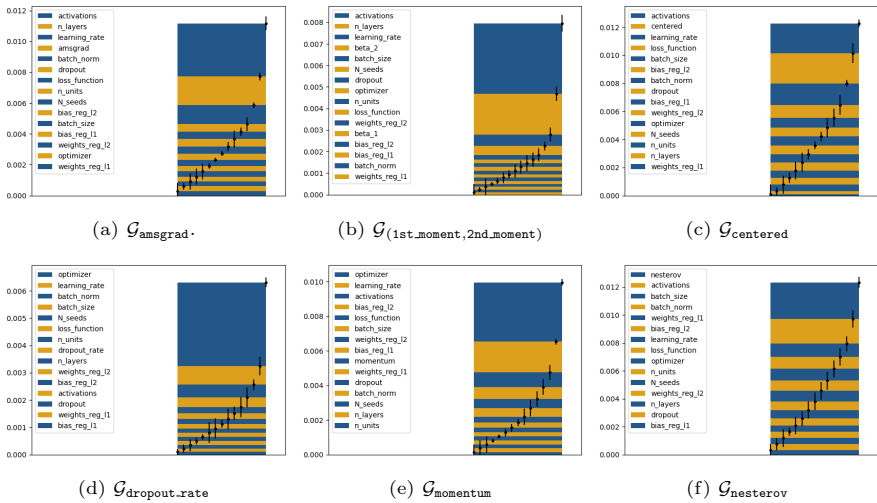 0.012
0.010
0.008
0.006
0.004
0.002
0.000
activations
n_layers
learning_rate
amsgrad
batch_norm
dropout
loss_function
n_units
N_seeds
bias_reg_l2
batch_size
bias_reg_l1
weights_reg_l2
optimizer
weights_reg_l1
(a) 𝒢amsgrad.
0.008
0.007
0.006
0.005
0.004
0.003
0.002
0.001
0.000
activations
n_layers
learning_rate
beta_2
batch_size
N_seeds
dropout
optimizer
n_units
loss_function
weights_reg_l2
beta_1
bias_reg_l2
bias_reg_l1
batch_norm
weights_reg_l1
(b) 𝒢(1st_moment,2nd_moment)
0.012
0.010
0.008
0.006
0.004
0.002
0.000
activations
centered
learning_rate
loss_function
batch_size
bias_reg_l2
batch_norm
dropout
bias_reg_l1
weights_reg_l2
optimizer
N_seeds
n_units
n_layers
weights_reg_l1
(c) 𝒢centered
0.006
0.005
0.004
0.003
0.002
0.001
0.000
optimizer
learning_rate
batch_norm
batch_size
N_seeds
loss_function
n_units
dropout_rate
n_layers
weights_reg_l2
bias_reg_l2
activations
dropout
weights_reg_l1
bias_reg_l1
(d) 𝒢dropout_rate
0.010
0.008
0.006
0.004
0.002
0.000
optimizer
learning_rate
activations
bias_reg_l2
loss_function
batch_size
weights_reg_l2
bias_reg_l1
momentum
weights_reg_l1
dropout
batch_norm
N_seeds
n_layers
n_units
(e) 𝒢momentum
0.012
0.010
0.008
0.006
0.004
0.002
0.000
nesterov
activations
batch_size
batch_norm
weights_reg_l1
bias_reg_l2
learning_rate
loss_function
optimizer
n_units
N_seeds
weights_reg_l2
n_layers
dropout
bias_reg_l1
(f) 𝒢nesterov